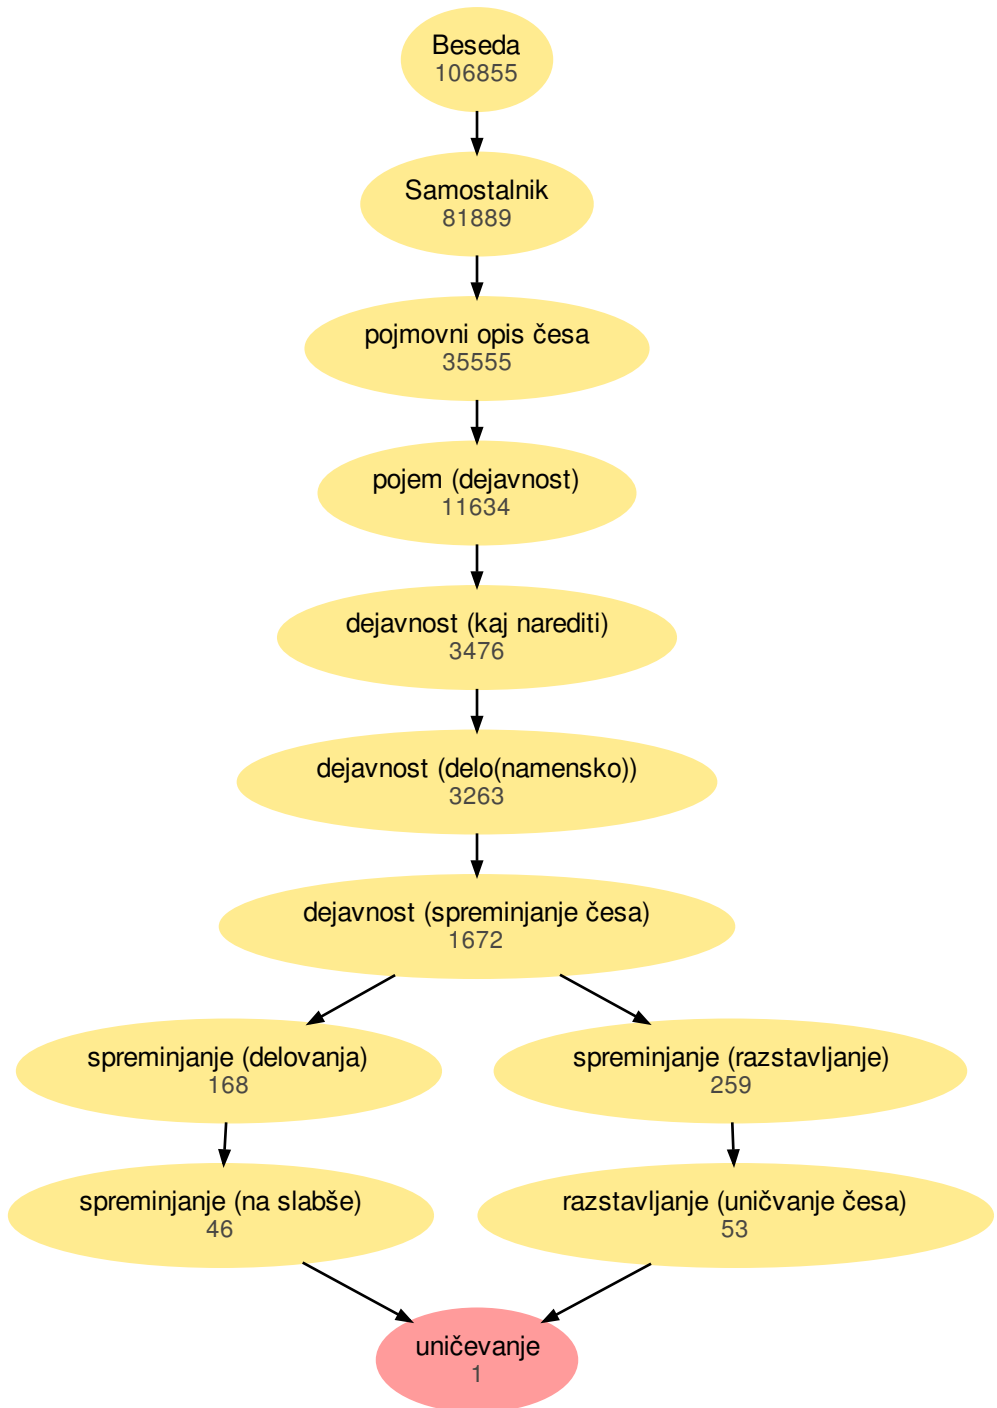 Beseda
106855
Samostalnik
81889
pojmovni opis česa
35555
pojem (dejavnost)
11634
dejavnost (kaj narediti)
3476
dejavnost (delo(namensko))
3263
dejavnost (spreminjanje česa)
1672
spreminjanje (delovanja)
168
spreminjanje (razstavljanje)
259
spreminjanje (na slabše)
46
razstavljanje (uničvanje česa)
53
uničevanje
1